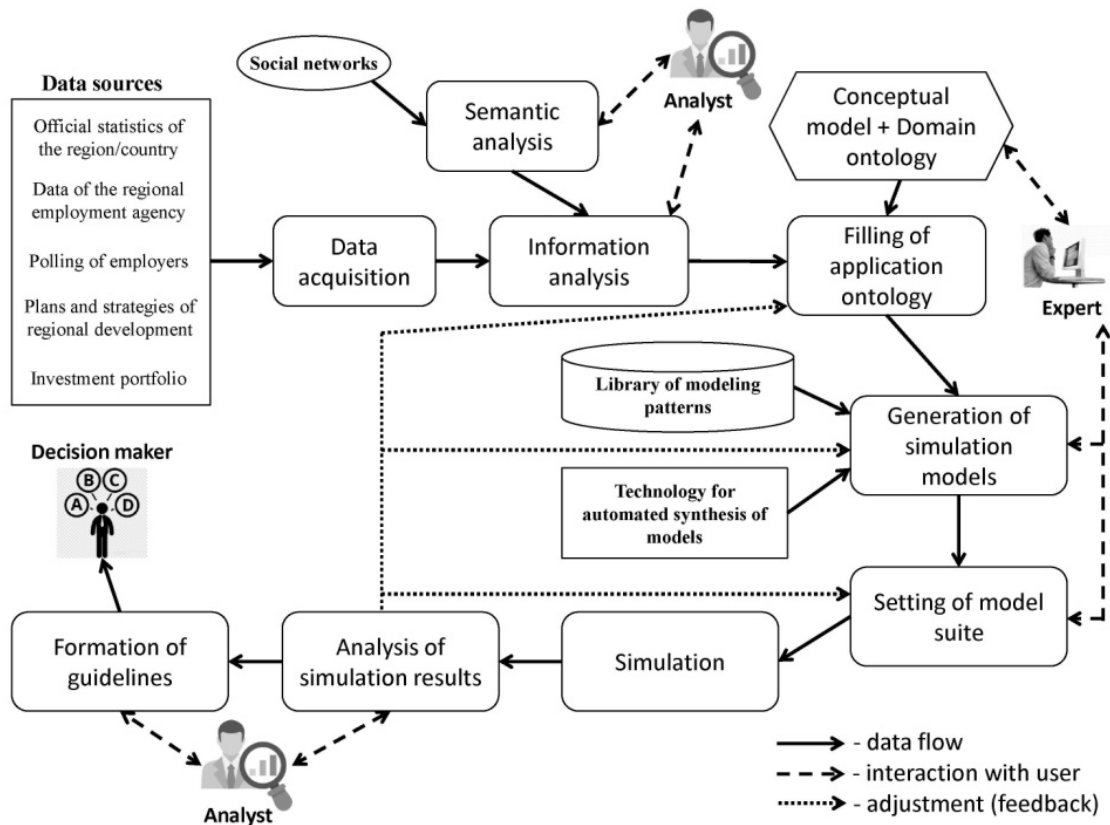 Social networks
Analyst
Data sources
Official statistics of
the region/country
Data of the regional
employment agency
Polling of employers
Plans and strategies of
regional development
Investment portfolio
Semantic
analysis
Conceptual
model + Domain
ontology
Data
acquisition
Information
analysis
Filling of
application
ontology
Expert
Library of modeling
patterns
Generation of
simulation
models
Technology for
automated synthesis of
models
Decision maker
B
C
A
D
Setting of model
suite
Formation of
guidelines
Analysis of
simulation results
Simulation
Analyst
- data flow
- interaction with user
- adjustment (feedback)